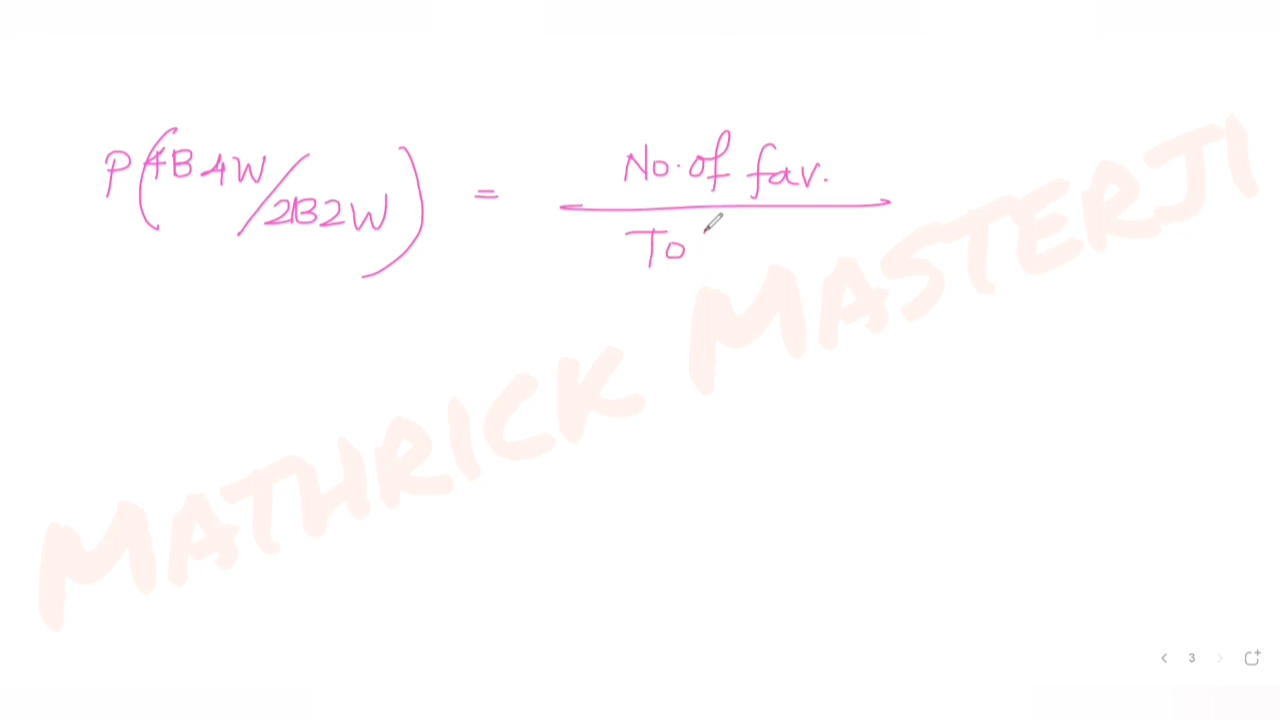 P(4B4W/2B2W) = No. of fav.
To
MATHRICK MASTERJI
3